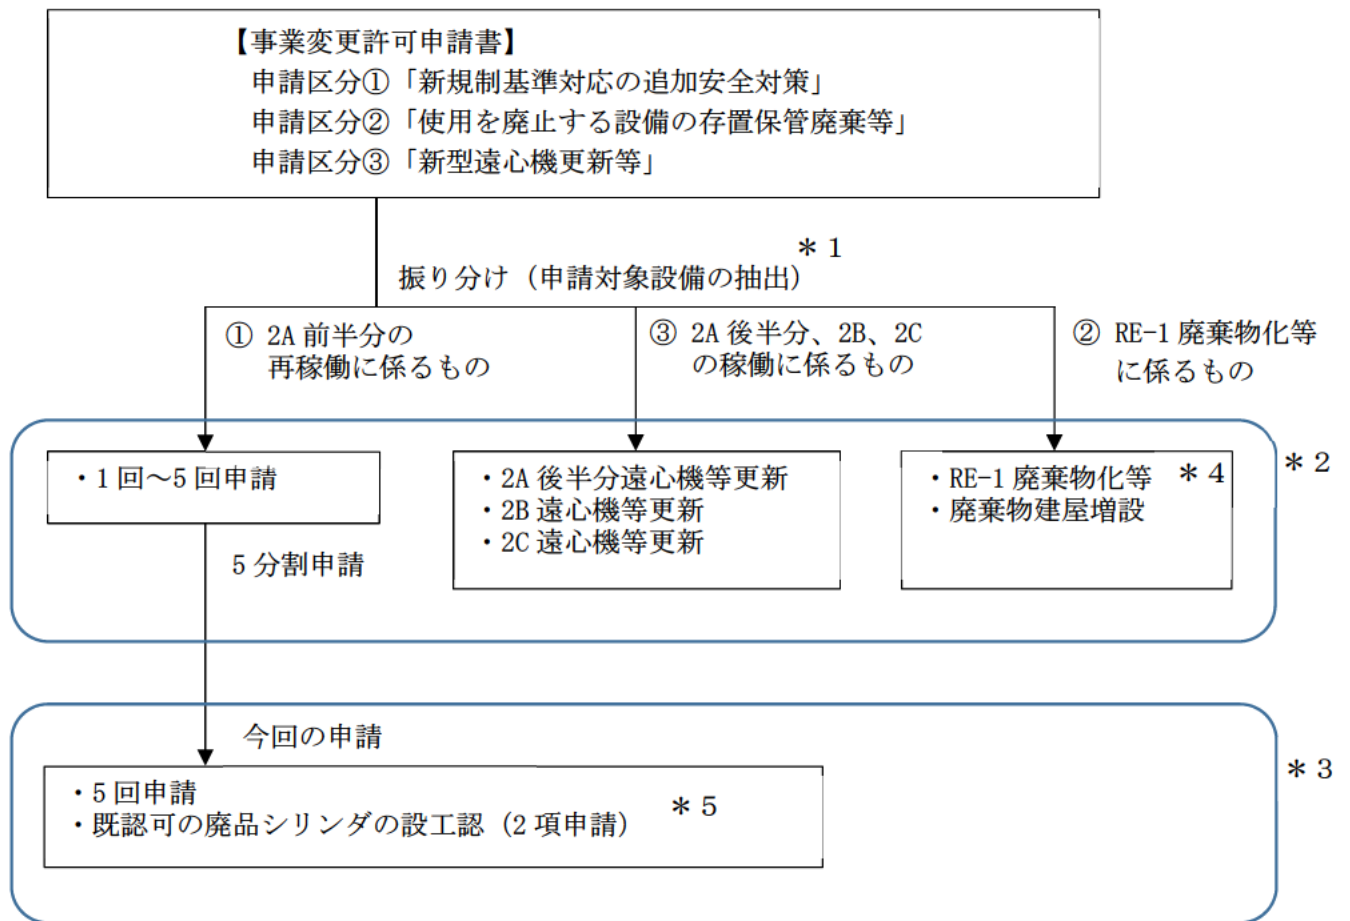 【事業変更許可申請書】
申請区分①「新規制基準対応の追加安全対策」
申請区分②「使用を廃止する設備の存置保管廃棄等」
申請区分③「新型遠心機更新等」
＊1
振り分け（申請対象設備の抽出）
① 2A 前半分の
再稼働に係るもの
③ 2A 後半分、2B、2C
の稼働に係るもの
② RE-1 廃棄物化等
に係るもの
＊2
・1回～5回申請
・2A 後半分遠心機等更新
・2B 遠心機等更新
・2C 遠心機等更新
・RE-1 廃棄物化等 ＊4
・廃棄物建屋増設
5分割申請
今回の申請
＊3
・5回申請
・既認可の廃品シリンダの設工認（2項申請） ＊5